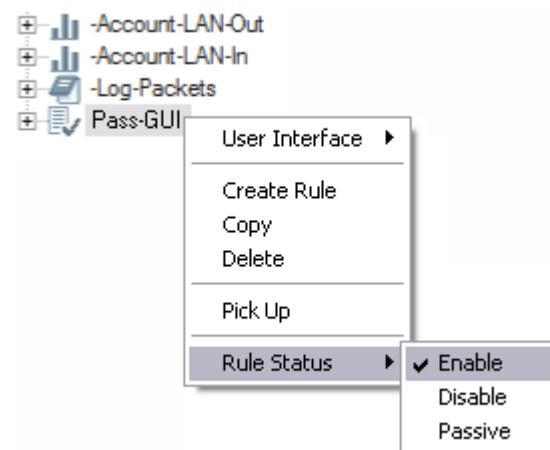 -Account-LAN-Out
-Account-LAN-In
-Log-Packets
Pass-GUI
User Interface
Create Rule
Copy
Delete
Pick Up
Rule Status
Enable
Disable
Passive